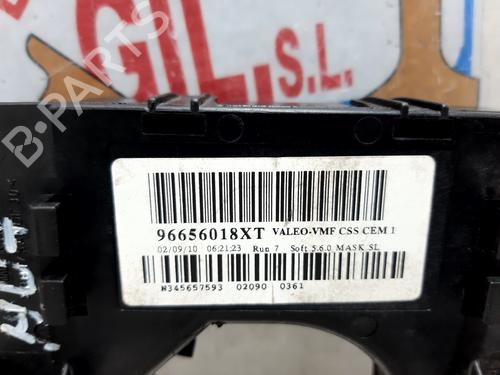 GIL S.L.
B-PARTS
96656018XT VALEO-VMF CSS CEM 1
02/09/10 06:21:23 Run 7 Soft 5.6.0 MASK SL
N345657593 02090 0361